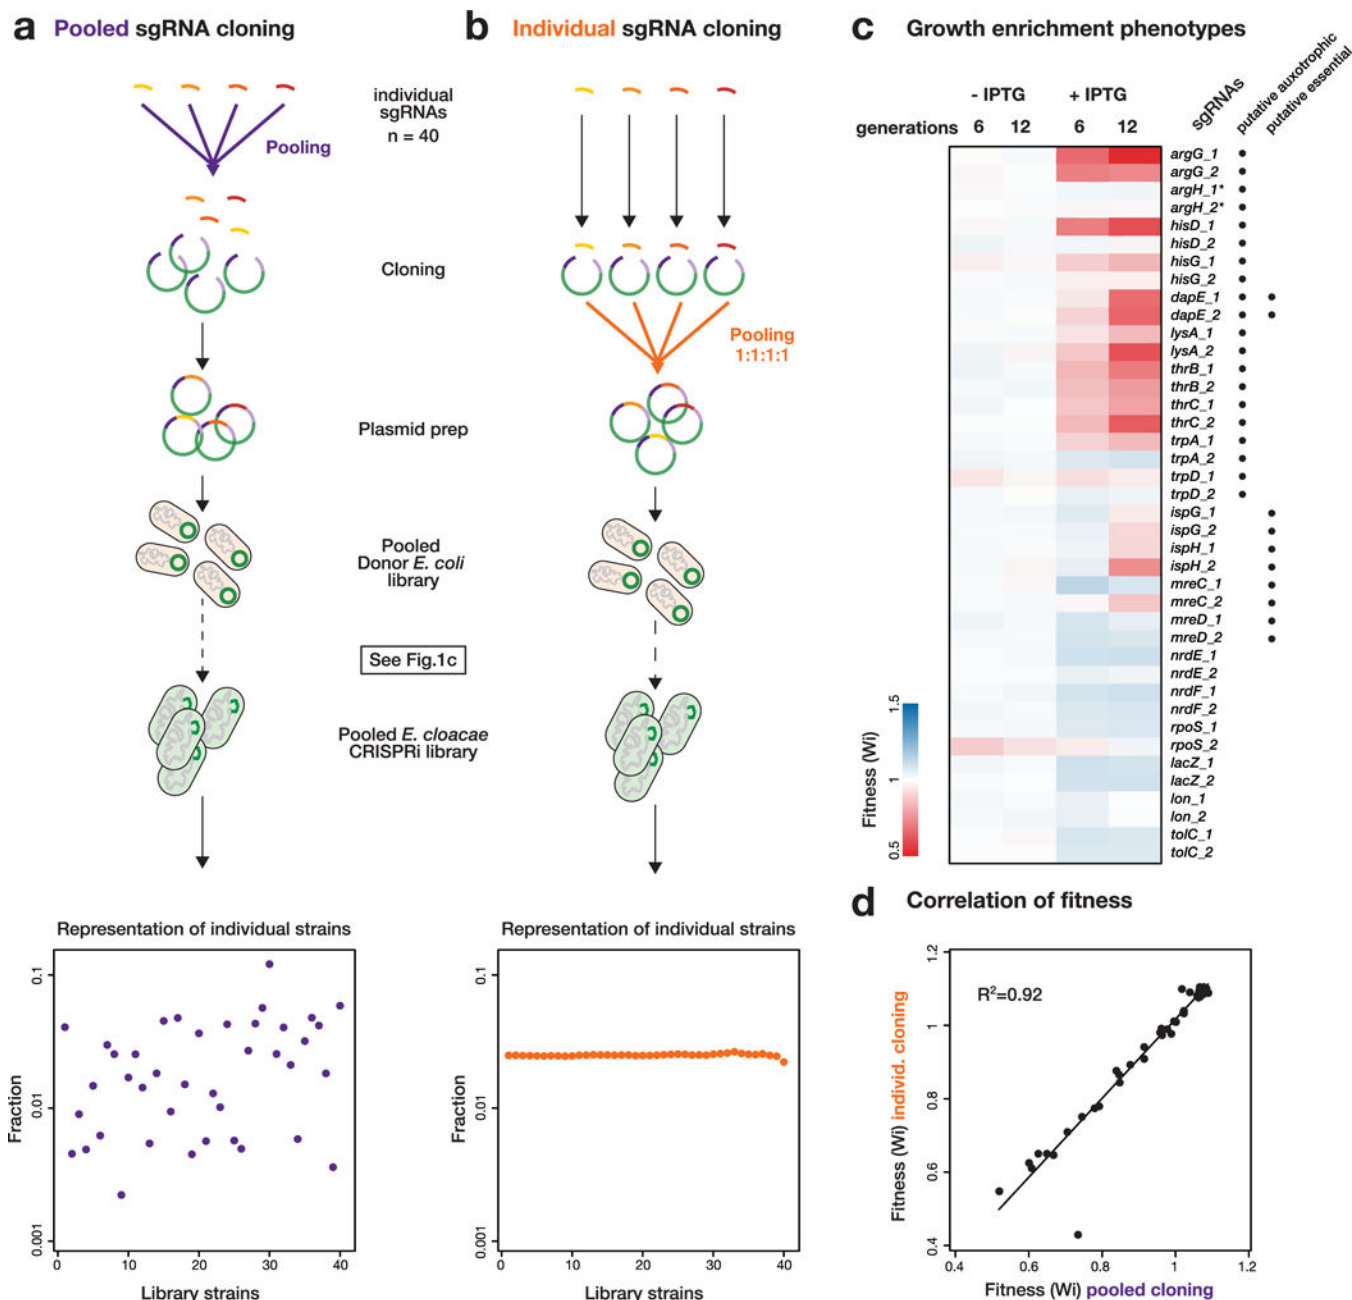 a Pooled sgRNA cloning
individual
sgRNAs
n = 40
Pooling
Cloning
Plasmid prep
Pooled
Donor E. coli
library
See Fig.1c
Pooled E. cloacae
CRISPRi library
Representation of individual strains
Fraction
0.1
0.01
0.001
0 10 20 30 40
Library strains
b Individual sgRNA cloning
Pooling
1:1:1:1
Representation of individual strains
Fraction
0.1
0.01
0.001
0 10 20 30 40
Library strains
c Growth enrichment phenotypes
- IPTG + IPTG
generations 6 12 6 12
sgRNAs
putative auxotrophic
putative essential
argG_1
argG_2
argH_1*
argH_2*
hisD_1
hisD_2
hisG_1
hisG_2
dapE_1
dapE_2
lysA_1
lysA_2
thrB_1
thrB_2
thrC_1
thrC_2
trpA_1
trpA_2
trpD_1
trpD_2
ispG_1
ispG_2
ispH_1
ispH_2
mreC_1
mreC_2
mreD_1
mreD_2
nrdE_1
nrdE_2
nrdF_1
nrdF_2
rpoS_1
rpoS_2
lacZ_1
lacZ_2
lon_1
lon_2
tolC_1
tolC_2
Fitness (Wi)
1.5
1
0.5
d Correlation of fitness
R²=0.92
Fitness (Wi) individ. cloning
1.2
1
0.8
0.6
0.4
0.4 0.6 0.8 1 1.2
Fitness (Wi) pooled cloning